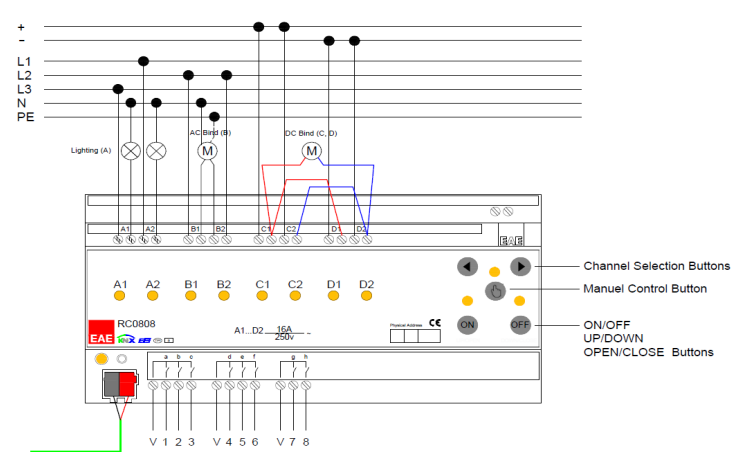 +
-
L1
L2
L3
N
PE
AC Bind (B)
DC Bind (C, D)
Lighting (A)
M
M
A1 A2 B1 B2 C1 C2 D1 D2
EAE
A1 A2 B1 B2 C1 C2 D1 D2
Channel Selection Buttons
Manuel Control Button
RC0808
EAE KNX EIB
A1...D2 16A ~
250v
Physical Address CE
ON OFF
ON/OFF
UP/DOWN
OPEN/CLOSE Buttons
a b c d e f g h
V 1 2 3 V 4 5 6 V 7 8